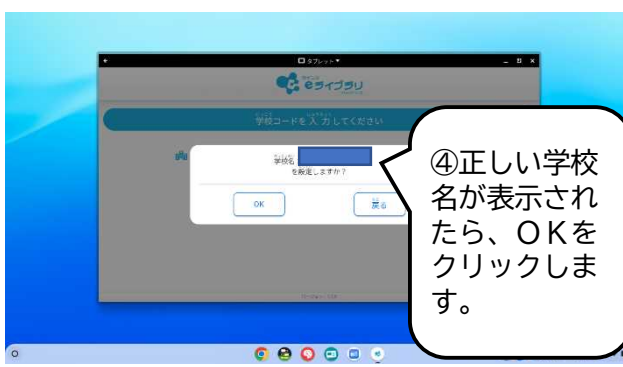 タブレット▼
eライブラリ
学校コードを入力してください
学校名
を設定しますか？
OK
戻る
④正しい学校
名が表示され
たら、ＯＫを
クリックしま
す。